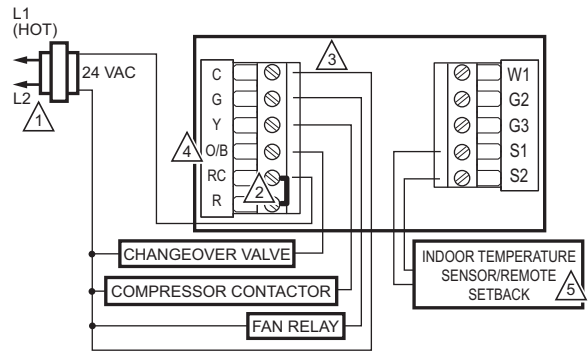 L1
(HOT)
24 VAC
L2
1
C
G
Y
O/B
RC
R
3
4
2
W1
G2
G3
S1
S2
CHANGEOVER VALVE
COMPRESSOR CONTACTOR
FAN RELAY
INDOOR TEMPERATURE
SENSOR/REMOTE
SETBACK
5